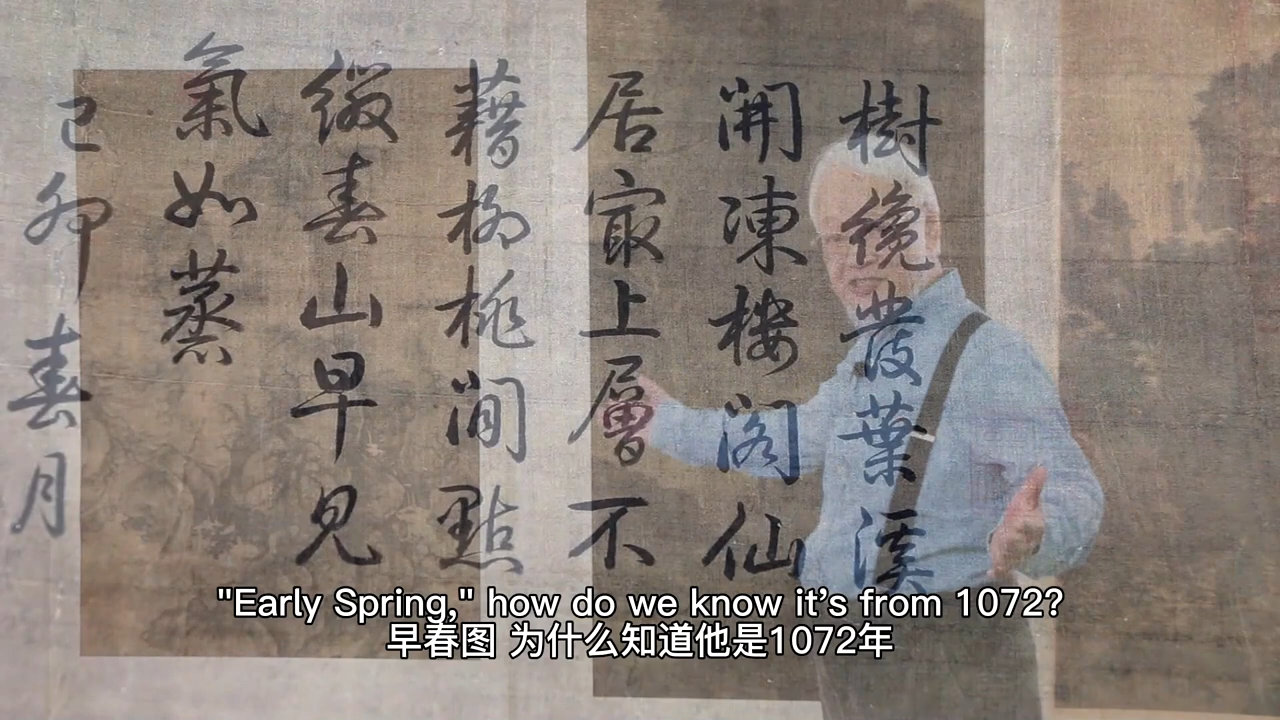 樹纔發葉溪
開凍樓閣仙
居寂上層不
藉柳桃閒點
綴春山早見
氣如蒸
己卯春月
"Early Spring," how do we know it's from 1072?
早春图 为什么知道他是1072年